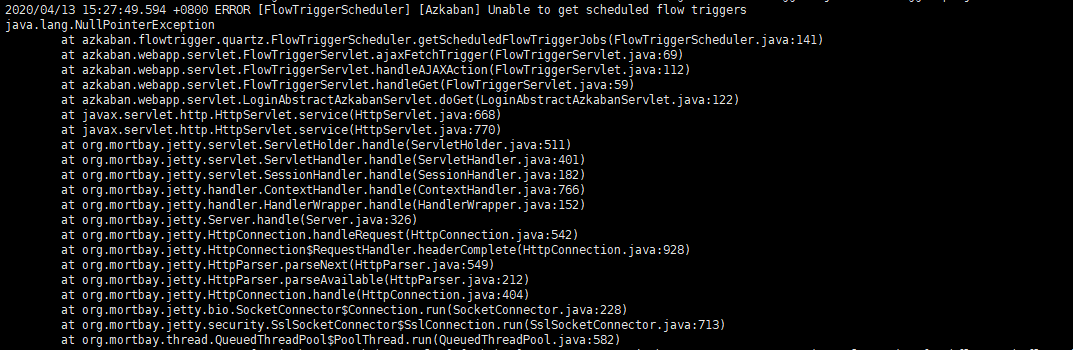 2020/04/13 15:27:49.594 +0800 ERROR [FlowTriggerScheduler] [Azkaban] Unable to get scheduled flow triggers
java.lang.NullPointerException
at azkaban.flowtrigger.quartz.FlowTriggerScheduler.getScheduledFlowTriggerJobs(FlowTriggerScheduler.java:141)
at azkaban.webapp.servlet.FlowTriggerServlet.ajaxFetchTrigger(FlowTriggerServlet.java:69)
at azkaban.webapp.servlet.FlowTriggerServlet.handleAJAXAction(FlowTriggerServlet.java:112)
at azkaban.webapp.servlet.FlowTriggerServlet.handleGet(FlowTriggerServlet.java:59)
at azkaban.webapp.servlet.LoginAbstractAzkabanServlet.doGet(LoginAbstractAzkabanServlet.java:122)
at javax.servlet.http.HttpServlet.service(HttpServlet.java:668)
at javax.servlet.http.HttpServlet.service(HttpServlet.java:770)
at org.mortbay.jetty.servlet.ServletHolder.handle(ServletHolder.java:511)
at org.mortbay.jetty.servlet.ServletHandler.handle(ServletHandler.java:401)
at org.mortbay.jetty.servlet.SessionHandler.handle(SessionHandler.java:182)
at org.mortbay.jetty.handler.ContextHandler.handle(ContextHandler.java:766)
at org.mortbay.jetty.handler.HandlerWrapper.handle(HandlerWrapper.java:152)
at org.mortbay.jetty.Server.handle(Server.java:326)
at org.mortbay.jetty.HttpConnection.handleRequest(HttpConnection.java:542)
at org.mortbay.jetty.HttpConnection$RequestHandler.headerComplete(HttpConnection.java:928)
at org.mortbay.jetty.HttpParser.parseNext(HttpParser.java:549)
at org.mortbay.jetty.HttpParser.parseAvailable(HttpParser.java:212)
at org.mortbay.jetty.HttpConnection.handle(HttpConnection.java:404)
at org.mortbay.jetty.bio.SocketConnector$Connection.run(SocketConnector.java:228)
at org.mortbay.jetty.security.SslSocketConnector$SslConnection.run(SslSocketConnector.java:713)
at org.mortbay.thread.QueuedThreadPool$PoolThread.run(QueuedThreadPool.java:582)